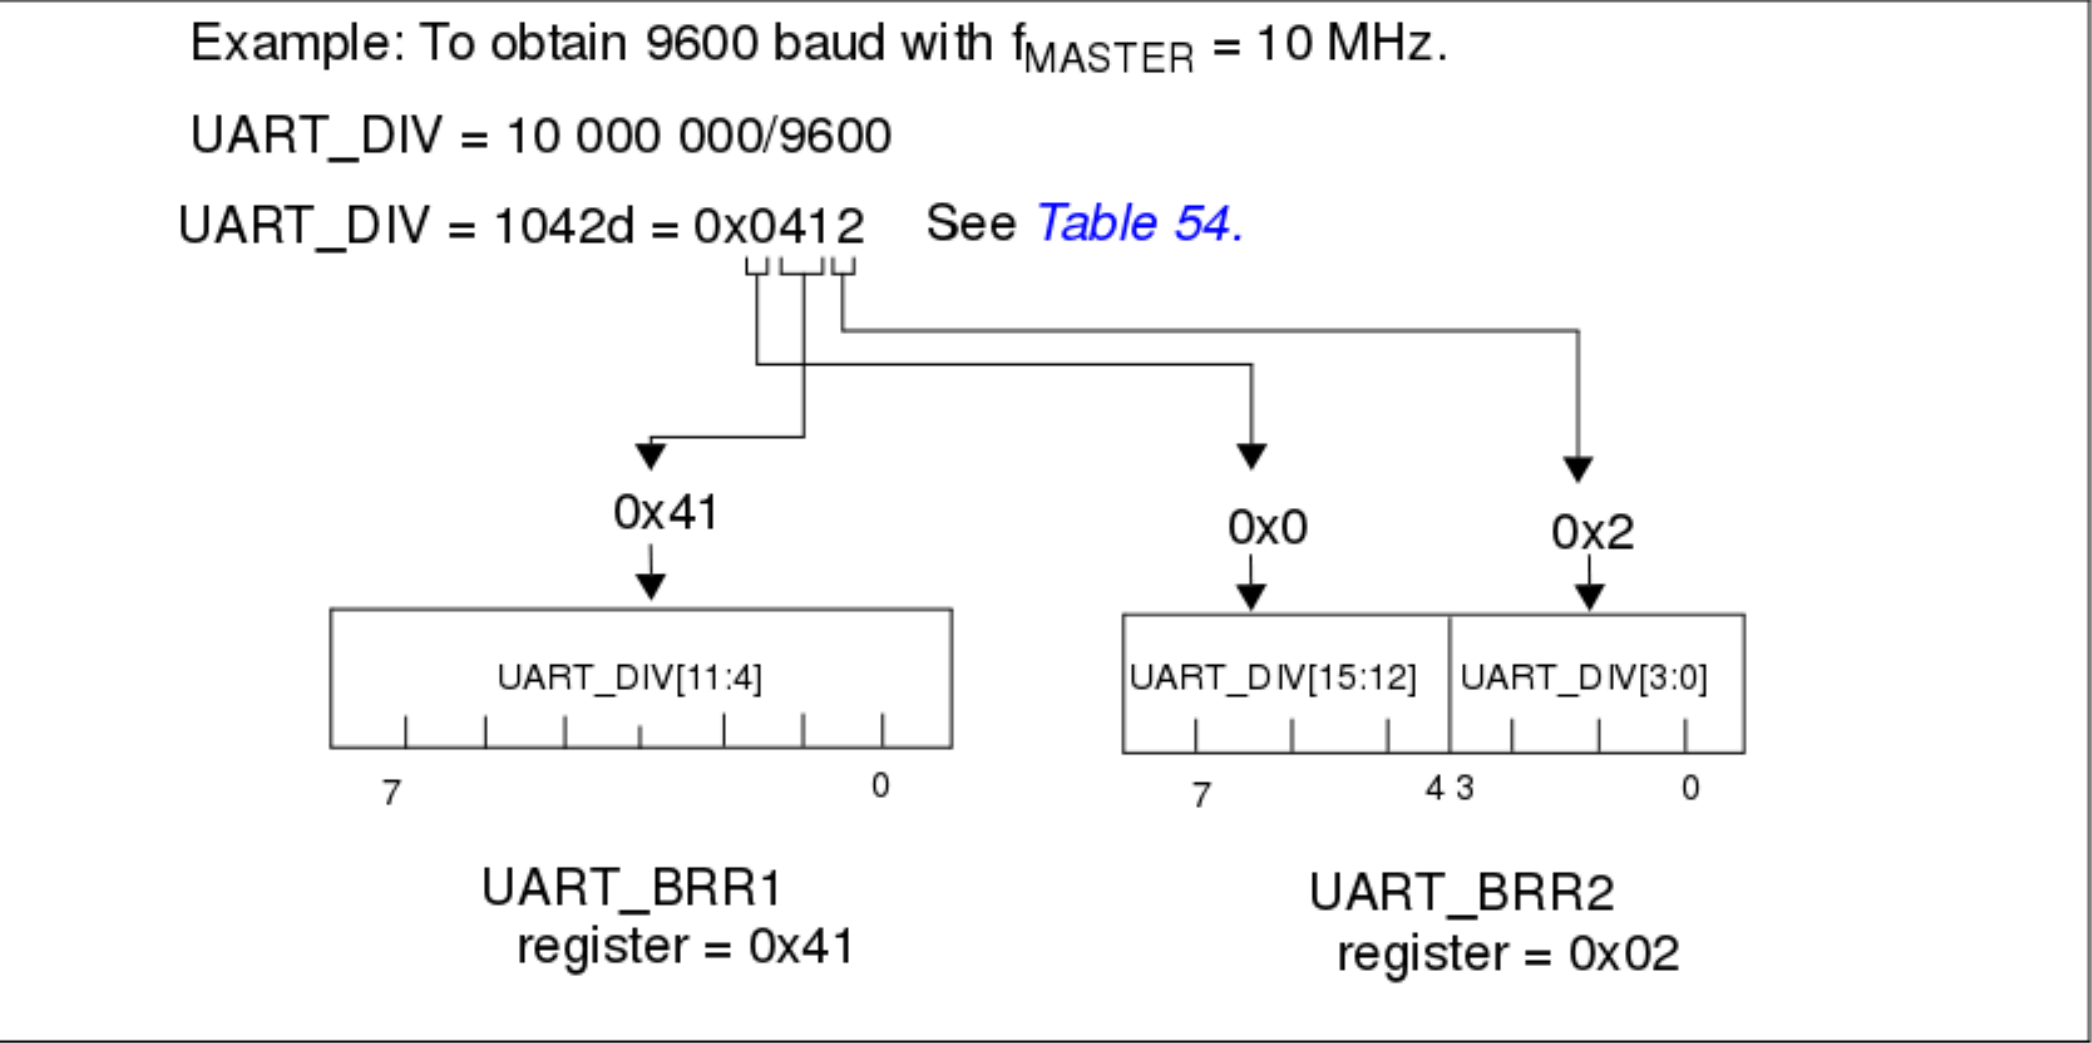 Example: To obtain 9600 baud with fMASTER = 10 MHz.
UART_DIV = 10 000 000/9600
UART_DIV = 1042d = 0x0412 See Table 54.
0x41 0x0 0x2
UART_DIV[11:4] UART_DIV[15:12] UART_DIV[3:0]
7 0 7 4 3 0
UART_BRR1 UART_BRR2
register = 0x41 register = 0x02